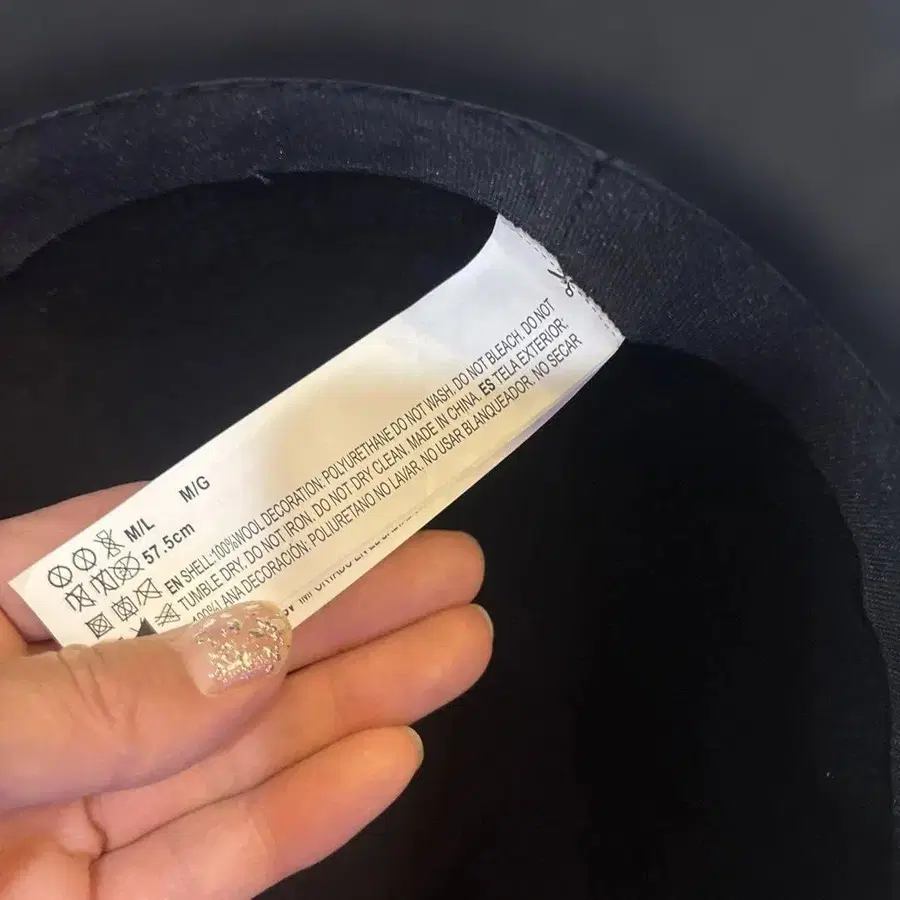 M/L M/G
57.5cm
EN SHELL:100%WOOL DECORATION: POLYURETHANE DO NOT WASH. DO NOT BLEACH. DO NOT
TUMBLE DRY. DO NOT IRON. DO NOT DRY CLEAN. MADE IN CHINA. ES TELA EXTERIOR:
100%LANA DECORACIÓN: POLIURETANO NO LAVAR. NO USAR BLANQUEADOR. NO SECAR